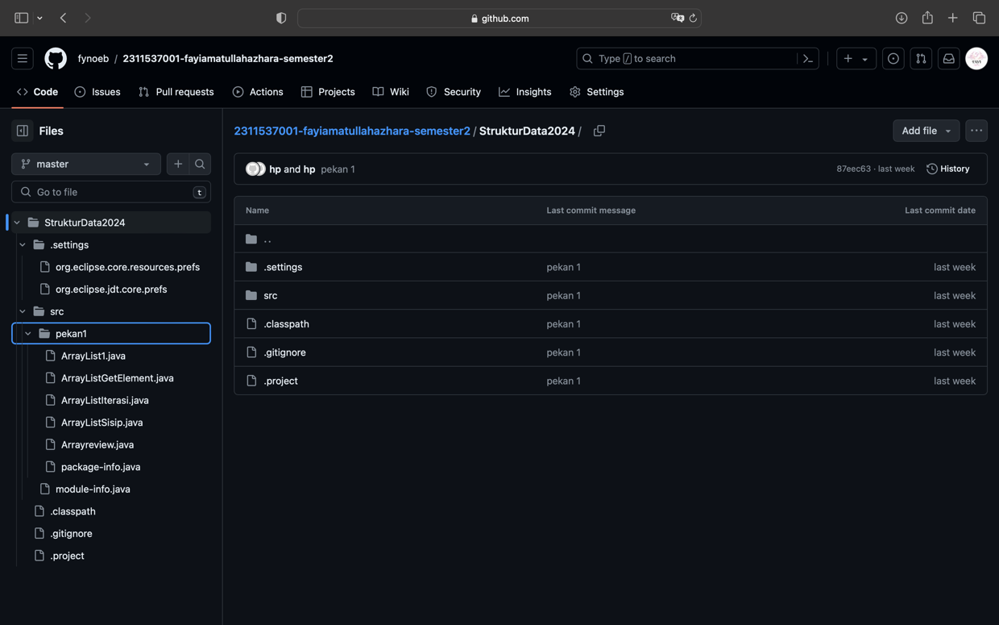 github.com
fynoeb / 2311537001-fayiamatullahazhara-semester2
Type / to search
Code Issues Pull requests Actions Projects Wiki Security Insights Settings
Files
master
Go to file
t
StrukturData2024
.settings
org.eclipse.core.resources.prefs
org.eclipse.jdt.core.prefs
src
pekan1
ArrayList1.java
ArrayListGetElement.java
ArrayListIterasi.java
ArrayListSisip.java
Arrayreview.java
package-info.java
module-info.java
.classpath
.gitignore
.project
2311537001-fayiamatullahazhara-semester2 / StrukturData2024 /
Add file
hp and hp pekan 1
87eec63 · last week History
Name Last commit message Last commit date
..
.settings pekan 1 last week
src pekan 1 last week
.classpath pekan 1 last week
.gitignore pekan 1 last week
.project pekan 1 last week